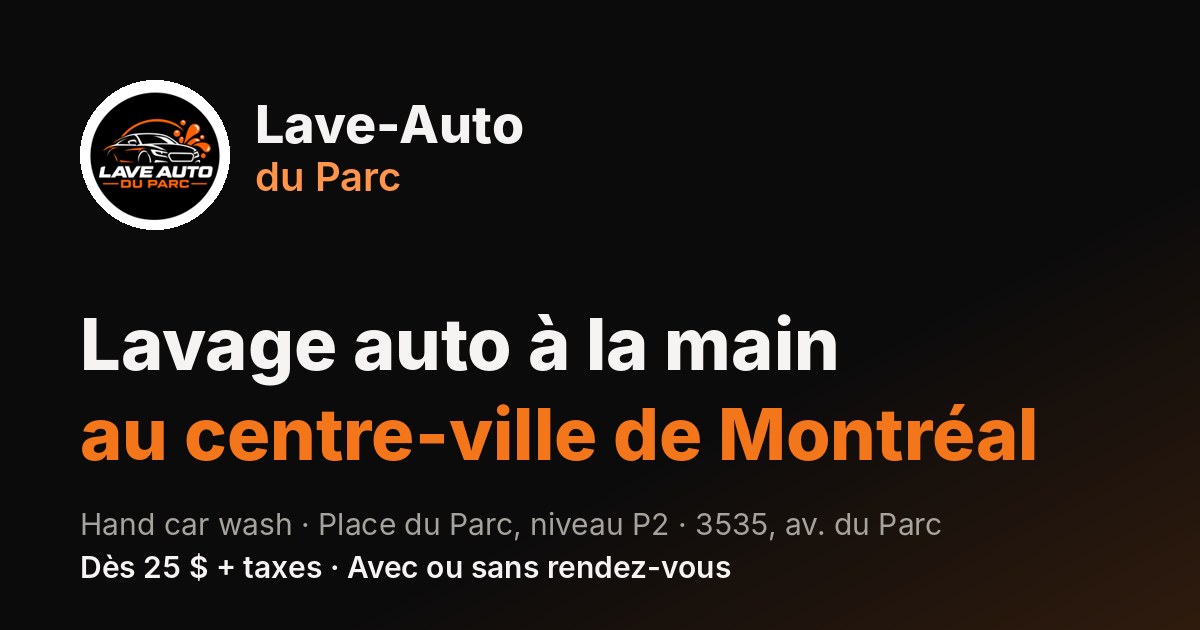 LAVE AUTO
DU PARC
Lave-Auto
du Parc
Lavage auto à la main
au centre-ville de Montréal
Hand car wash · Place du Parc, niveau P2 · 3535, av. du Parc
Dès 25 $ + taxes · Avec ou sans rendez-vous